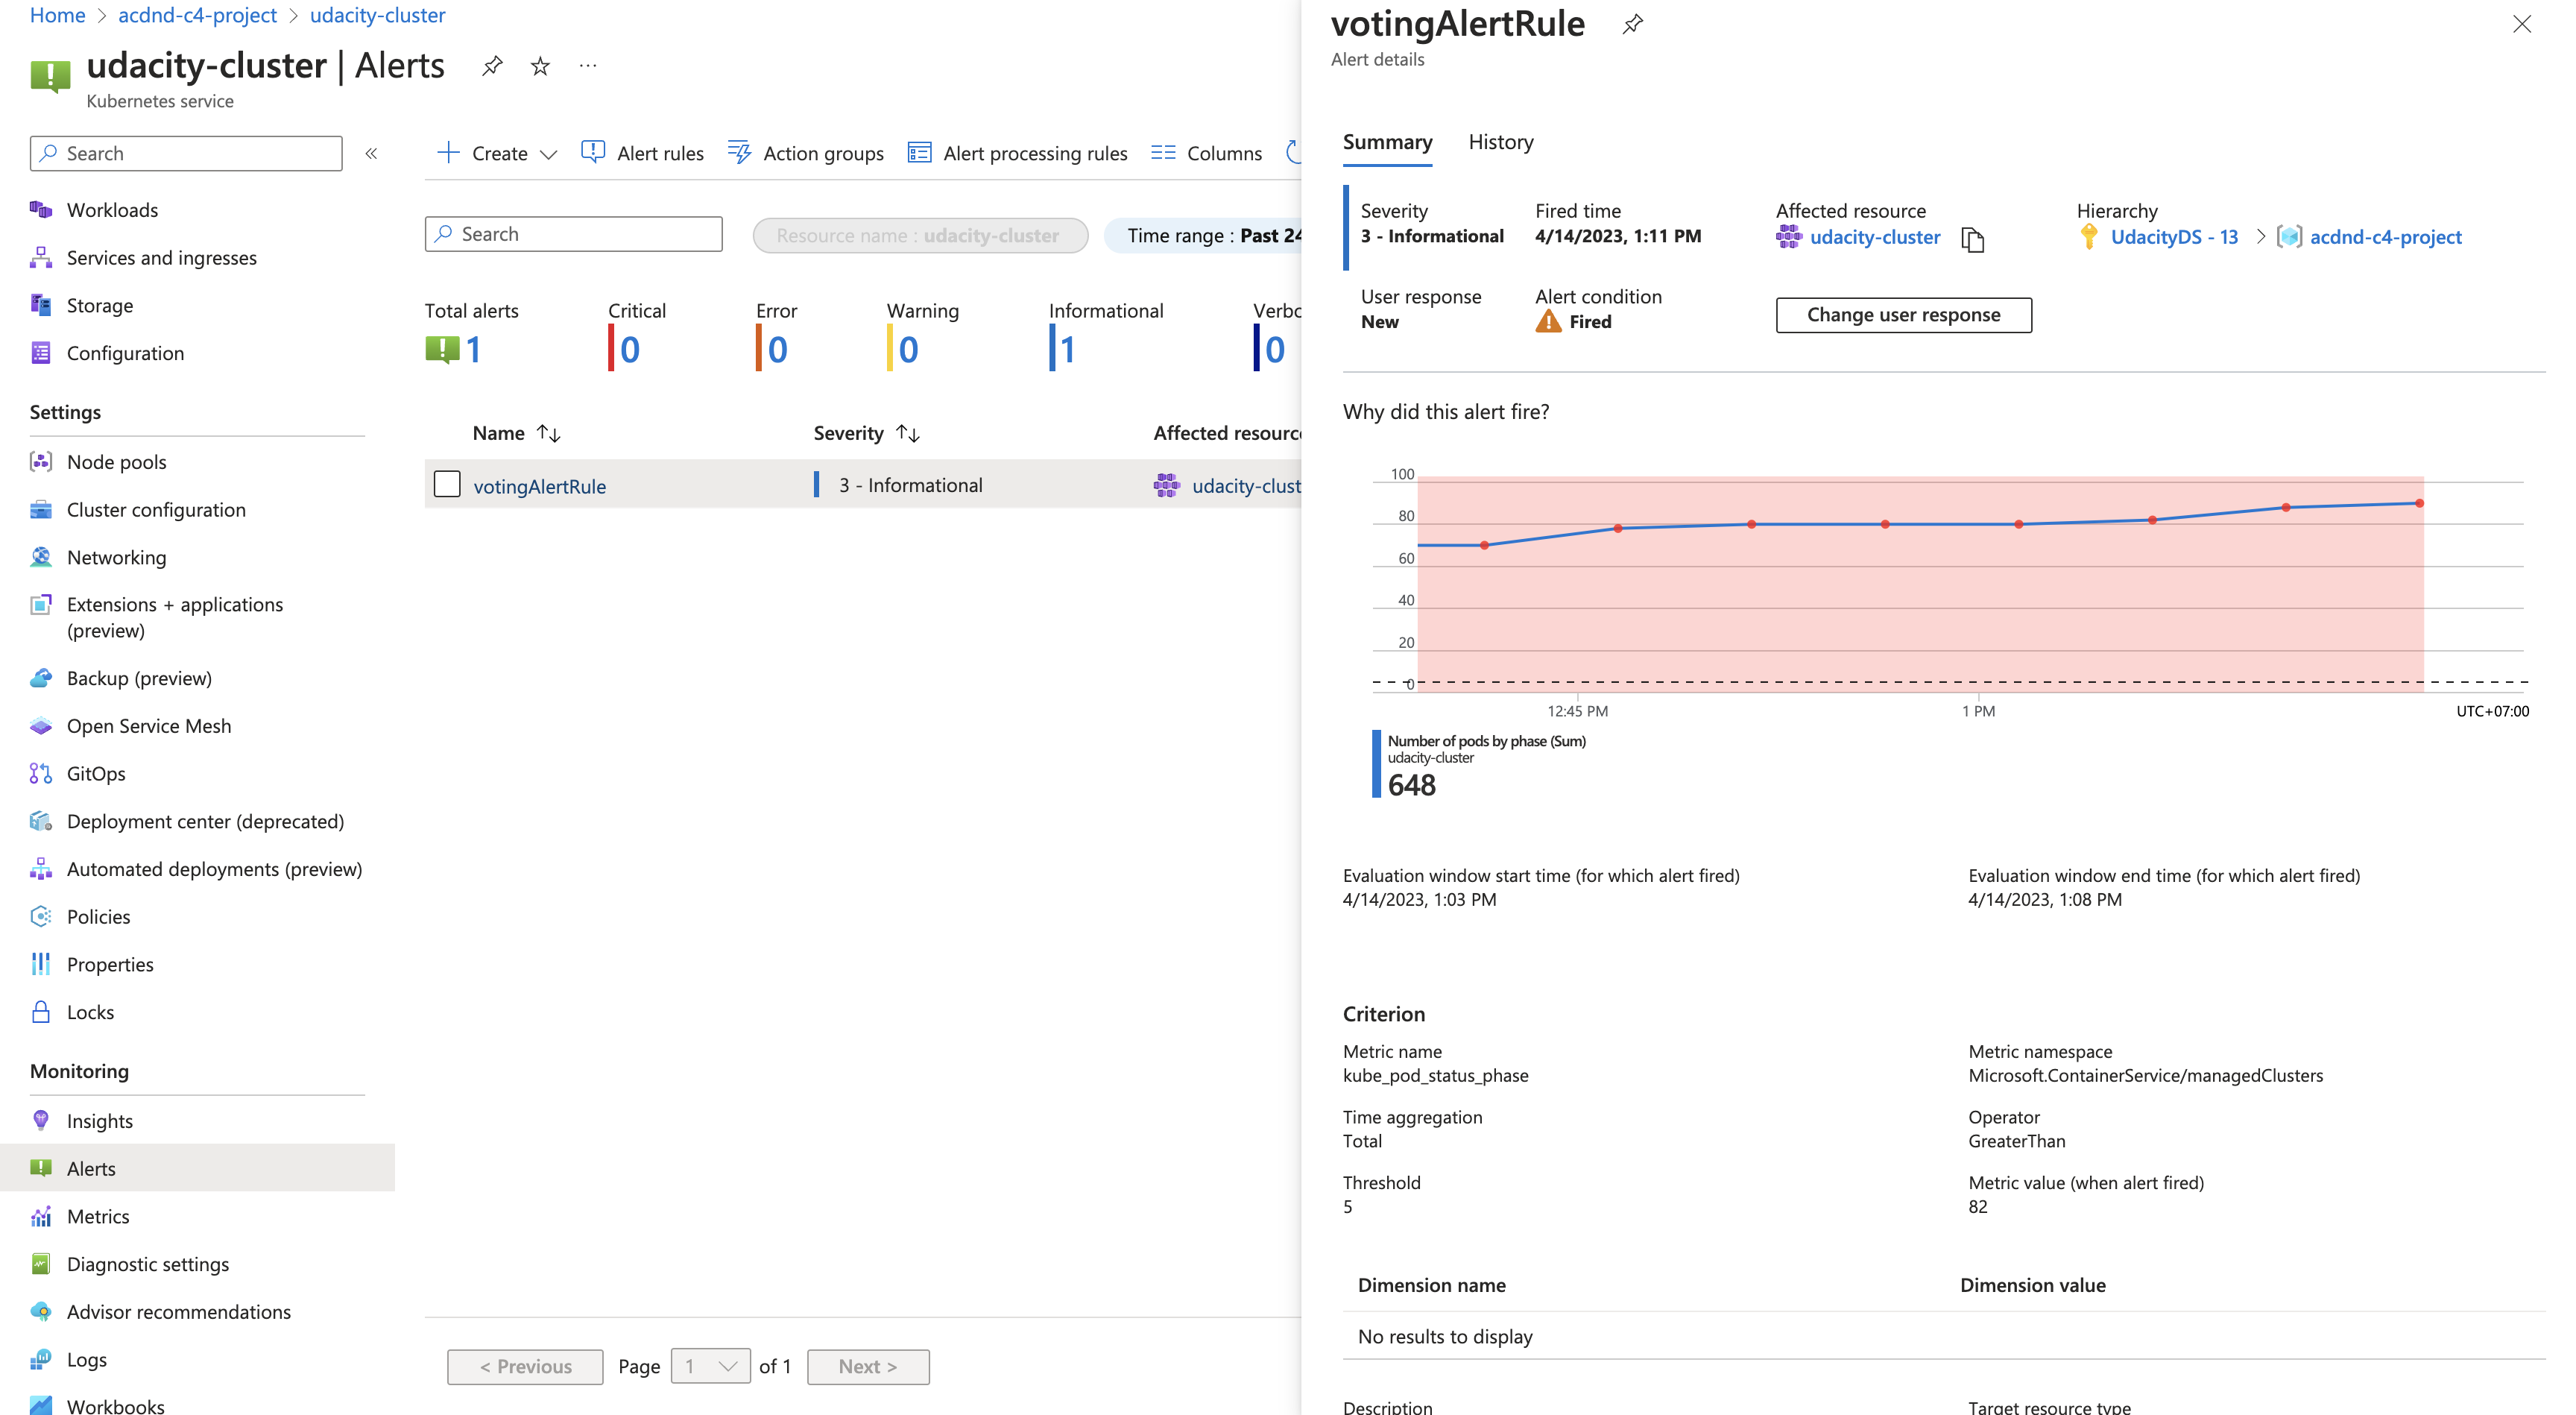 Home > acdnd-c4-project > udacity-cluster
udacity-cluster | Alerts
Kubernetes service
Search
Workloads
Services and ingresses
Storage
Configuration
Settings
Node pools
Cluster configuration
Networking
Extensions + applications
(preview)
Backup (preview)
Open Service Mesh
GitOps
Deployment center (deprecated)
Automated deployments (preview)
Policies
Properties
Locks
Monitoring
Insights
Alerts
Metrics
Diagnostic settings
Advisor recommendations
Logs
Workbooks
Create Alert rules Action groups Alert processing rules Columns
Search Resource name : udacity-cluster Time range : Past 24
Total alerts Critical Error Warning Informational Verbo
1 0 0 0 1 0
Name Severity Affected resourc
votingAlertRule 3 - Informational udacity-clust
< Previous Page 1 of 1 Next >
votingAlertRule
Alert details
Summary History
Severity Fired time Affected resource Hierarchy
3 - Informational 4/14/2023, 1:11 PM udacity-cluster UdacityDS - 13 > acdnd-c4-project
User response Alert condition
New Fired Change user response
Why did this alert fire?
100
80
60
40
20
0
12:45 PM 1 PM UTC+07:00
Number of pods by phase (Sum)
udacity-cluster
648
Evaluation window start time (for which alert fired) Evaluation window end time (for which alert fired)
4/14/2023, 1:03 PM 4/14/2023, 1:08 PM
Criterion
Metric name Metric namespace
kube_pod_status_phase Microsoft.ContainerService/managedClusters
Time aggregation Operator
Total GreaterThan
Threshold Metric value (when alert fired)
5 82
Dimension name Dimension value
No results to display
Description Target resource type